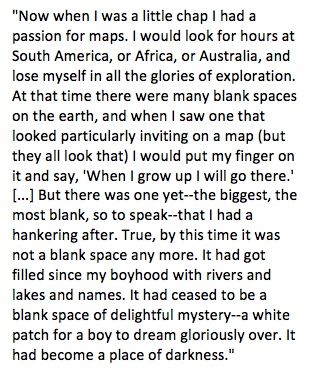 "Now when I was a little chap I had a
passion for maps. I would look for hours at
South America, or Africa, or Australia, and
lose myself in all the glories of exploration.
At that time there were many blank spaces
on the earth, and when I saw one that
looked particularly inviting on a map (but
they all look that) I would put my finger on
it and say, 'When I grow up I will go there.'
[...] But there was one yet--the biggest, the
most blank, so to speak--that I had a
hankering after. True, by this time it was
not a blank space any more. It had got
filled since my boyhood with rivers and
lakes and names. It had ceased to be a
blank space of delightful mystery--a white
patch for a boy to dream gloriously over. It
had become a place of darkness."